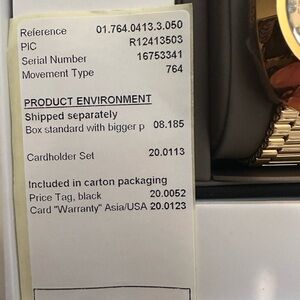 Reference 01.764.0413.3.050
PIC R12413503
Serial Number 16753341
Movement Type 764
PRODUCT ENVIRONMENT
Shipped separately
Box standard with bigger p 08.185
Cardholder Set 20.0113
Included in carton packaging
Price Tag, black 20.0052
Card "Warranty" Asia/USA 20.0123